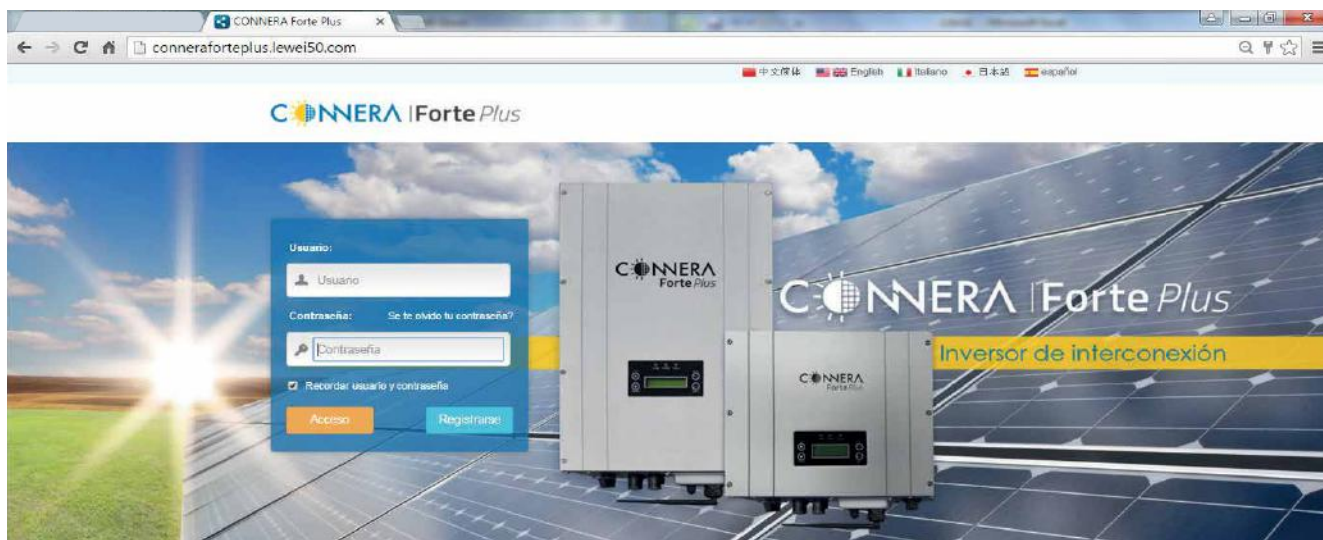 CONNERA Forte Plus
conneraforteplus.lewei50.com
中文简体 English Italiano 日本語 español
CONNERA | Forte Plus
Usuario:
Usuario
Contraseña: Se te olvido tu contraseña?
Contraseña
Recordar usuario y contraseña
Acceso Registrarse
CONNERA
Forte Plus
CONNERA | Forte Plus
Inversor de interconexión
CONNERA
Forte Plus